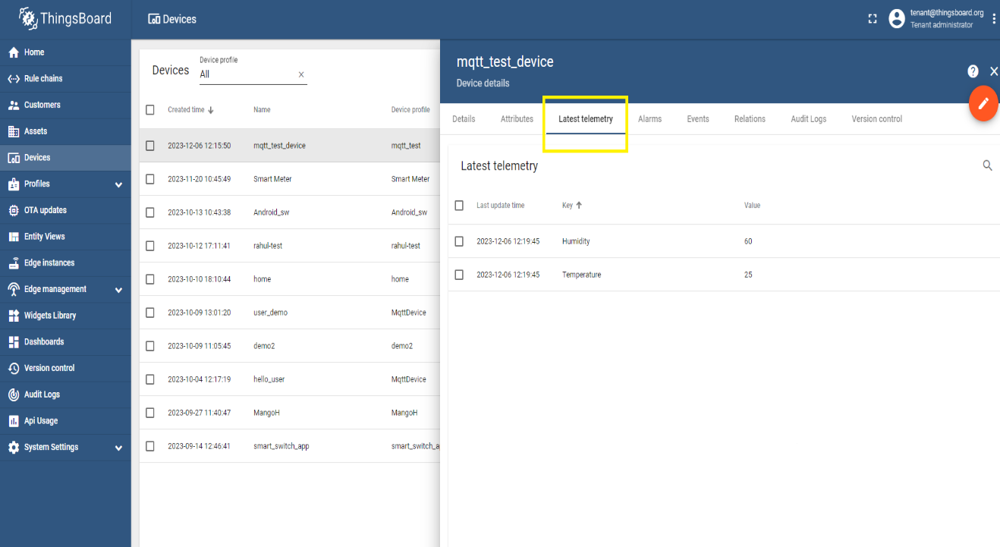 ThingsBoard
Devices
tenant@thingsboard.org
Tenant administrator
Home
Rule chains
Customers
Assets
Devices
Profiles
OTA updates
Entity Views
Edge instances
Edge management
Widgets Library
Dashboards
Version control
Audit Logs
Api Usage
System Settings
Devices
Device profile
All
Created time Name Device profile
2023-12-06 12:15:50 mqtt_test_device mqtt_test
2023-11-20 10:45:49 Smart Meter Smart Meter
2023-10-13 10:43:38 Android_sw Android_sw
2023-10-12 17:11:41 rahul-test rahul-test
2023-10-10 18:10:44 home home
2023-10-09 13:01:20 user_demo MqttDevice
2023-10-09 11:05:45 demo2 demo2
2023-10-04 12:17:19 hello_user MqttDevice
2023-09-27 11:40:47 MangoH MangoH
2023-09-14 12:46:41 smart_switch_app smart_switch_a
mqtt_test_device
Device details
Details Attributes Latest telemetry Alarms Events Relations Audit Logs Version control
Latest telemetry
Last update time Key Value
2023-12-06 12:19:45 Humidity 60
2023-12-06 12:19:45 Temperature 25